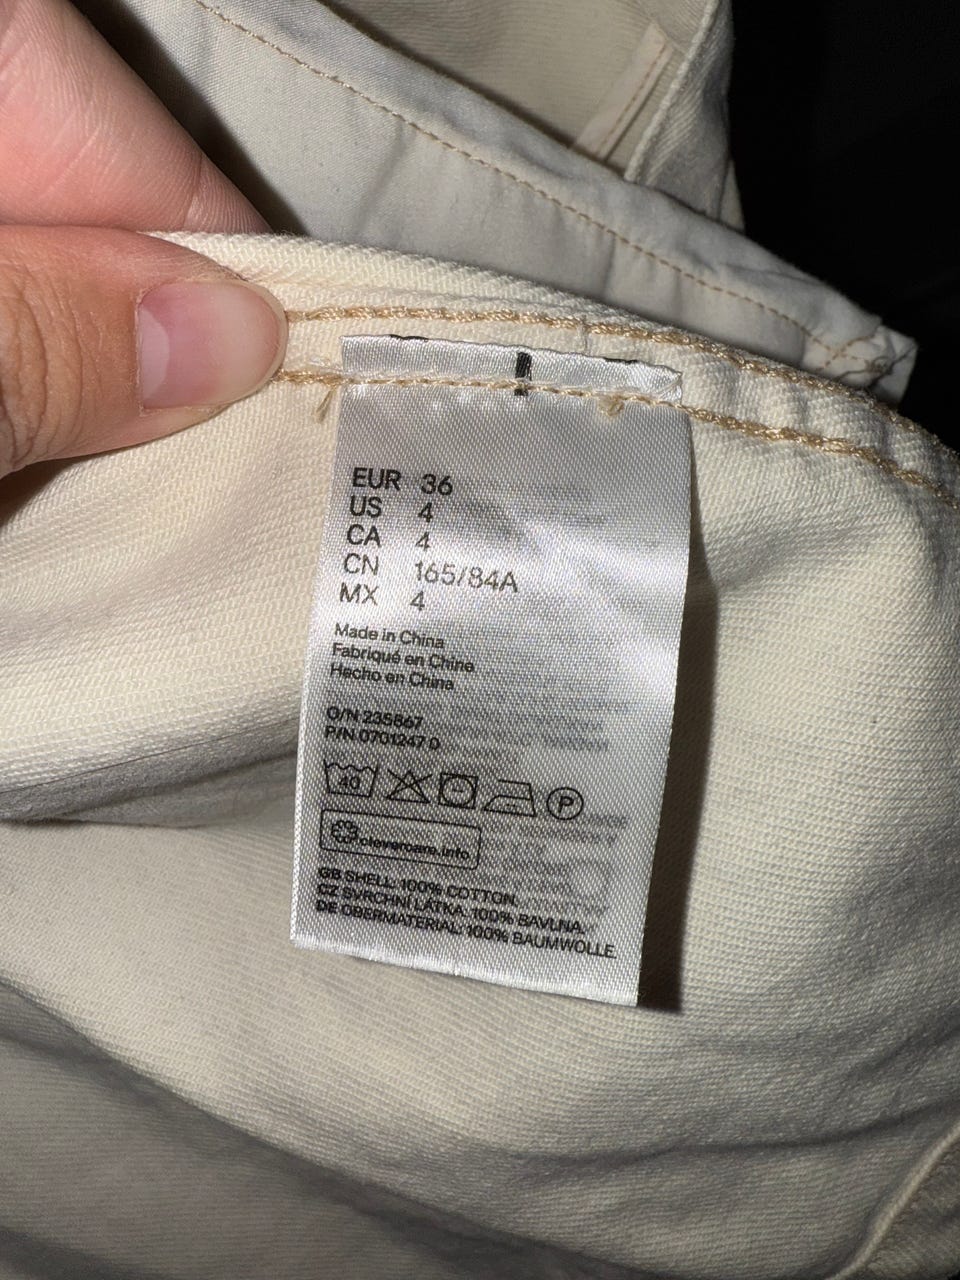 EUR 36
US 4
CA 4
CN 165/84A
MX 4
Made in China
Fabriqué en Chine
Hecho en China
O/N 235867
P/N 0701247 0
40
P
clevercare.info
GB SHELL: 100% COTTON.
CZ SVRCHNÍ LÁTKA: 100% BAVLNA.
DE OBERMATERIAL: 100% BAUMWOLLE.